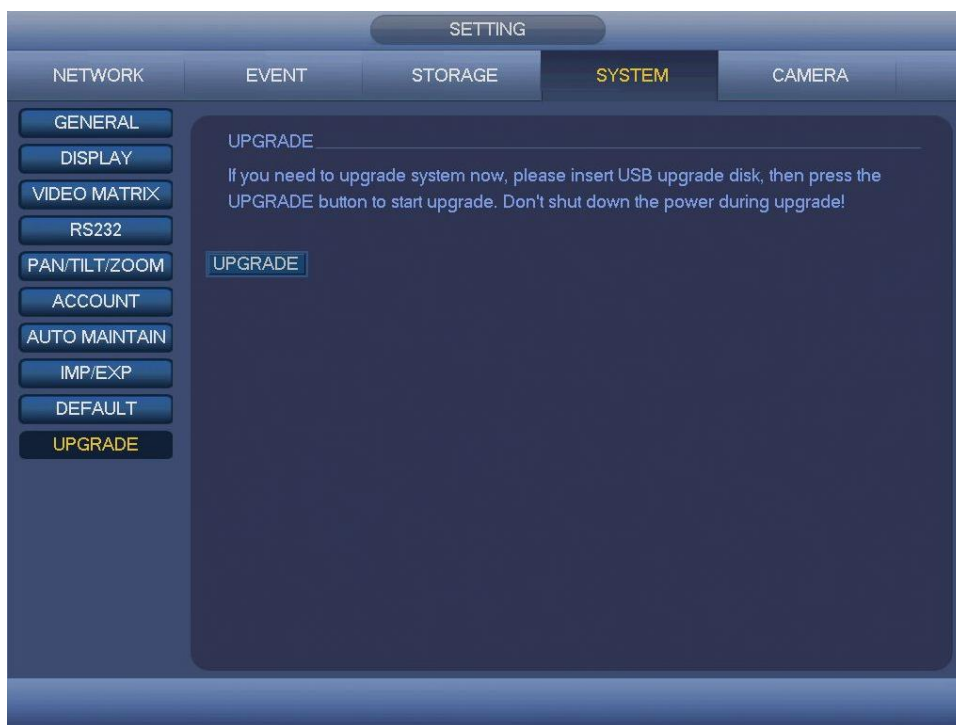 SETTING
NETWORK EVENT STORAGE SYSTEM CAMERA
GENERAL
DISPLAY
VIDEO MATRIX
RS232
PAN/TILT/ZOOM
ACCOUNT
AUTO MAINTAIN
IMP/EXP
DEFAULT
UPGRADE
UPGRADE
If you need to upgrade system now, please insert USB upgrade disk, then press the
UPGRADE button to start upgrade. Don't shut down the power during upgrade!
UPGRADE